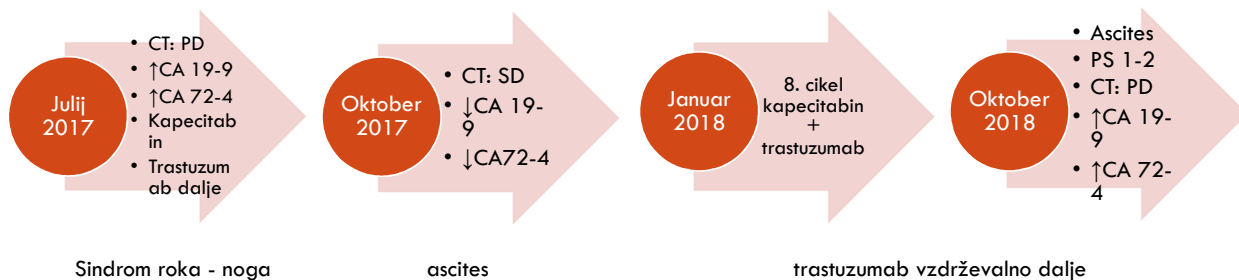 Julij
2017
• CT: PD
• ↑CA 19-9
• ↑CA 72-4
• Kapecitab
in
• Trastuzum
ab dalje
Oktober
2017
• CT: SD
• ↓CA 19-
9
• ↓CA72-4
Januar
2018
8. cikel
kapecitabin
+
trastuzumab
Oktober
2018
• Ascites
• PS 1-2
• CT: PD
• ↑CA 19-
9
• ↑CA 72-
4
Sindrom roka - noga
ascites
trastuzumab vzdrževalno dalje